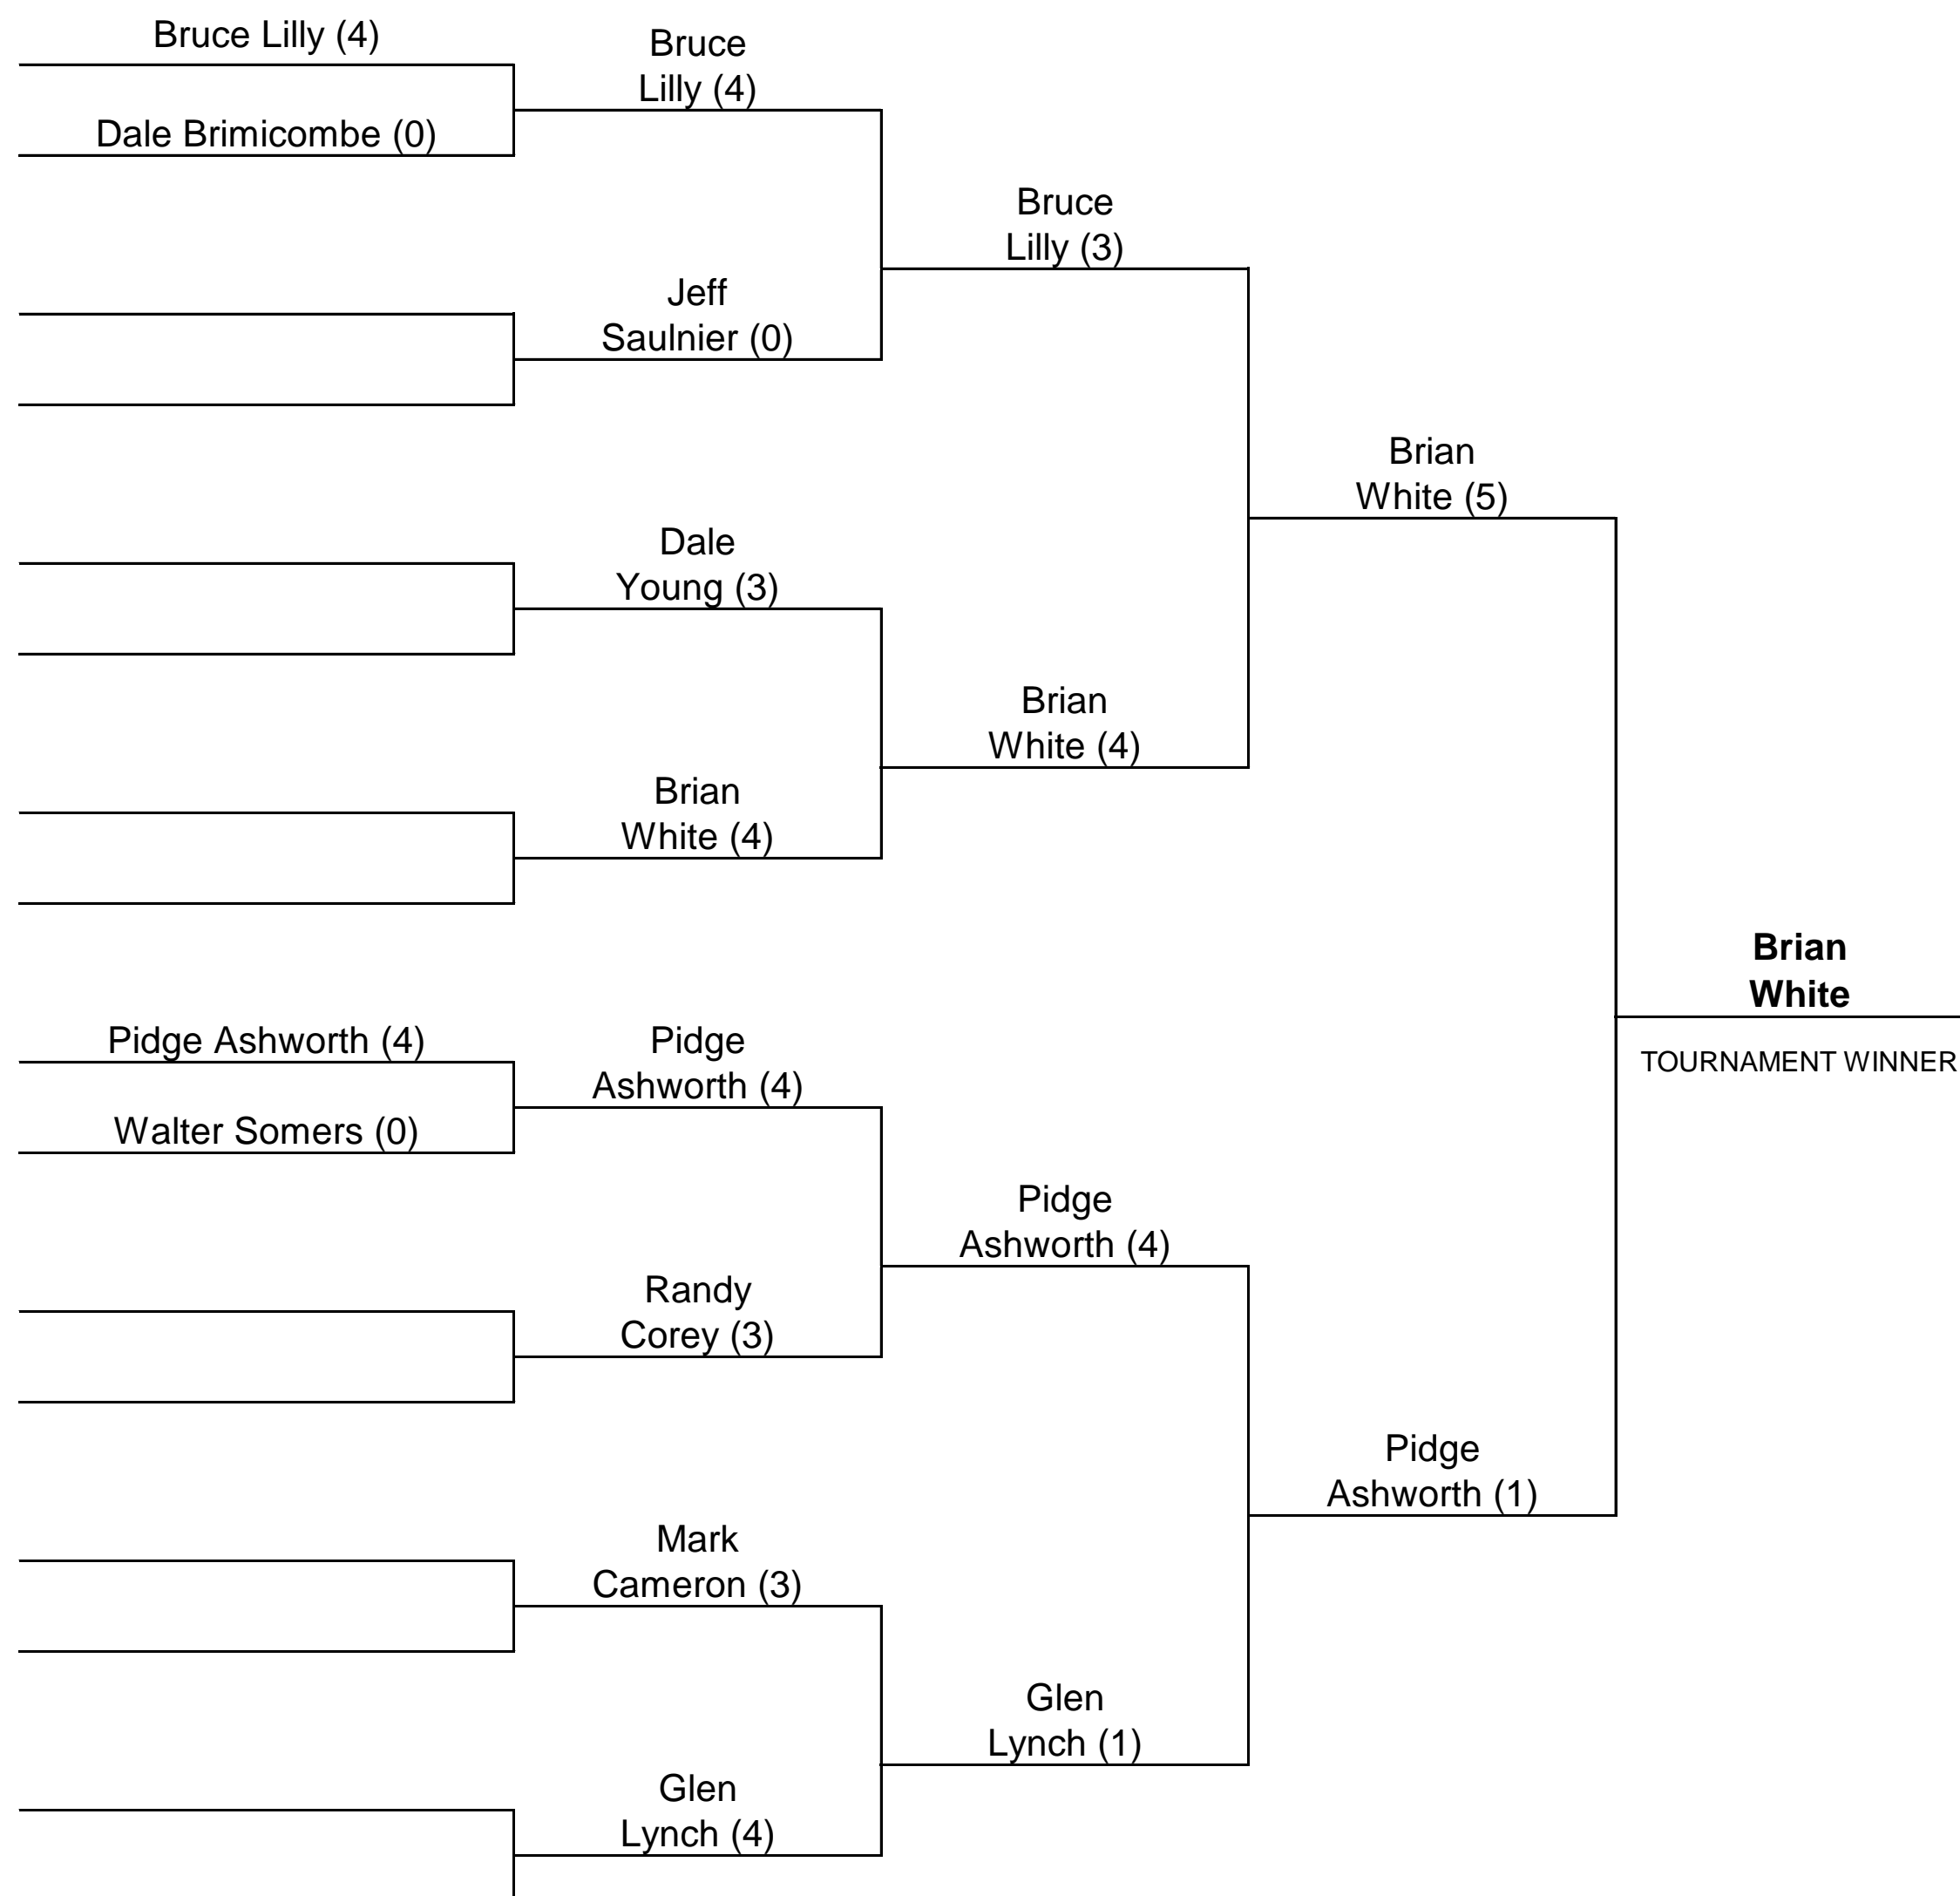 Bruce Lilly (4)
Dale Brimicombe (0)
Pidge Ashworth (4)
Walter Somers (0)
Bruce
Lilly (4)
Jeff
Saulnier (0)
Dale
Young (3)
Brian
White (4)
Pidge
Ashworth (4)
Randy
Corey (3)
Mark
Cameron (3)
Glen
Lynch (4)
Bruce
Lilly (3)
Brian
White (4)
Pidge
Ashworth (4)
Glen
Lynch (1)
Brian
White (5)
Pidge
Ashworth (1)
Brian
White
TOURNAMENT WINNER